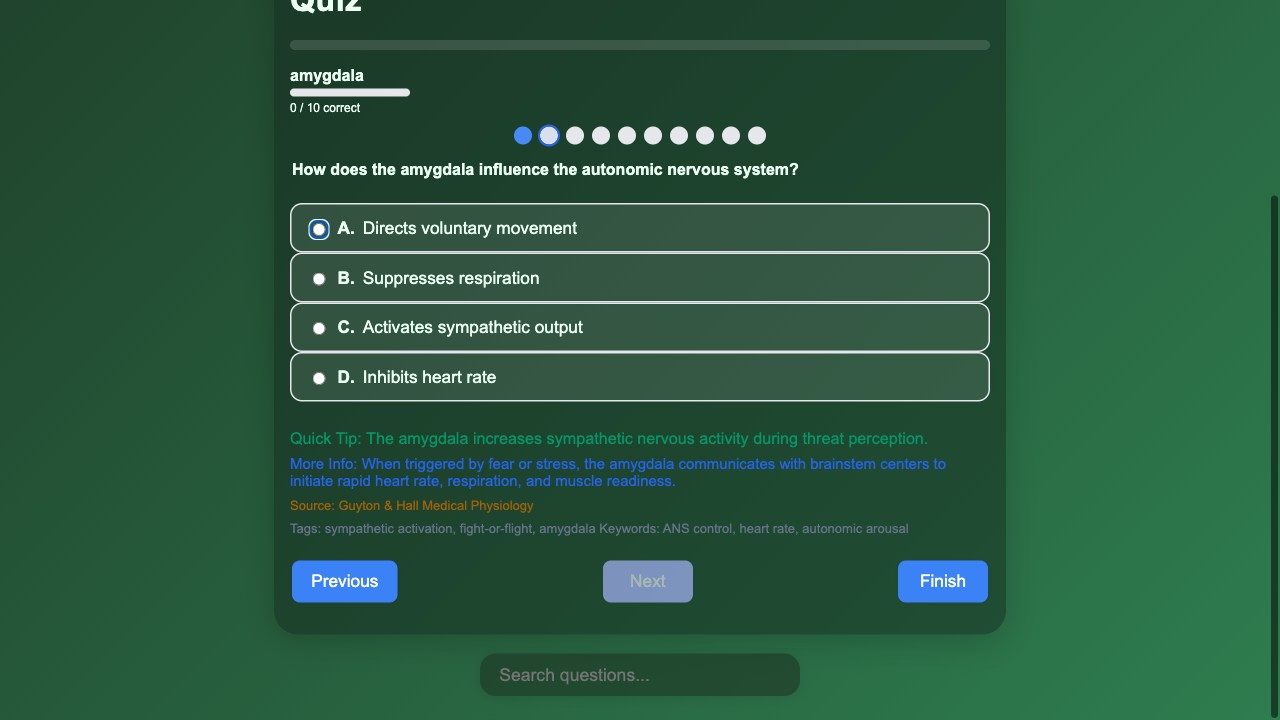 Quiz
amygdala
0 / 10 correct
How does the amygdala influence the autonomic nervous system?
A. Directs voluntary movement
B. Suppresses respiration
C. Activates sympathetic output
D. Inhibits heart rate
Quick Tip: The amygdala increases sympathetic nervous activity during threat perception.
More Info: When triggered by fear or stress, the amygdala communicates with brainstem centers to
initiate rapid heart rate, respiration, and muscle readiness.
Source: Guyton & Hall Medical Physiology
Tags: sympathetic activation, fight-or-flight, amygdala Keywords: ANS control, heart rate, autonomic arousal
Previous Next Finish
Search questions...